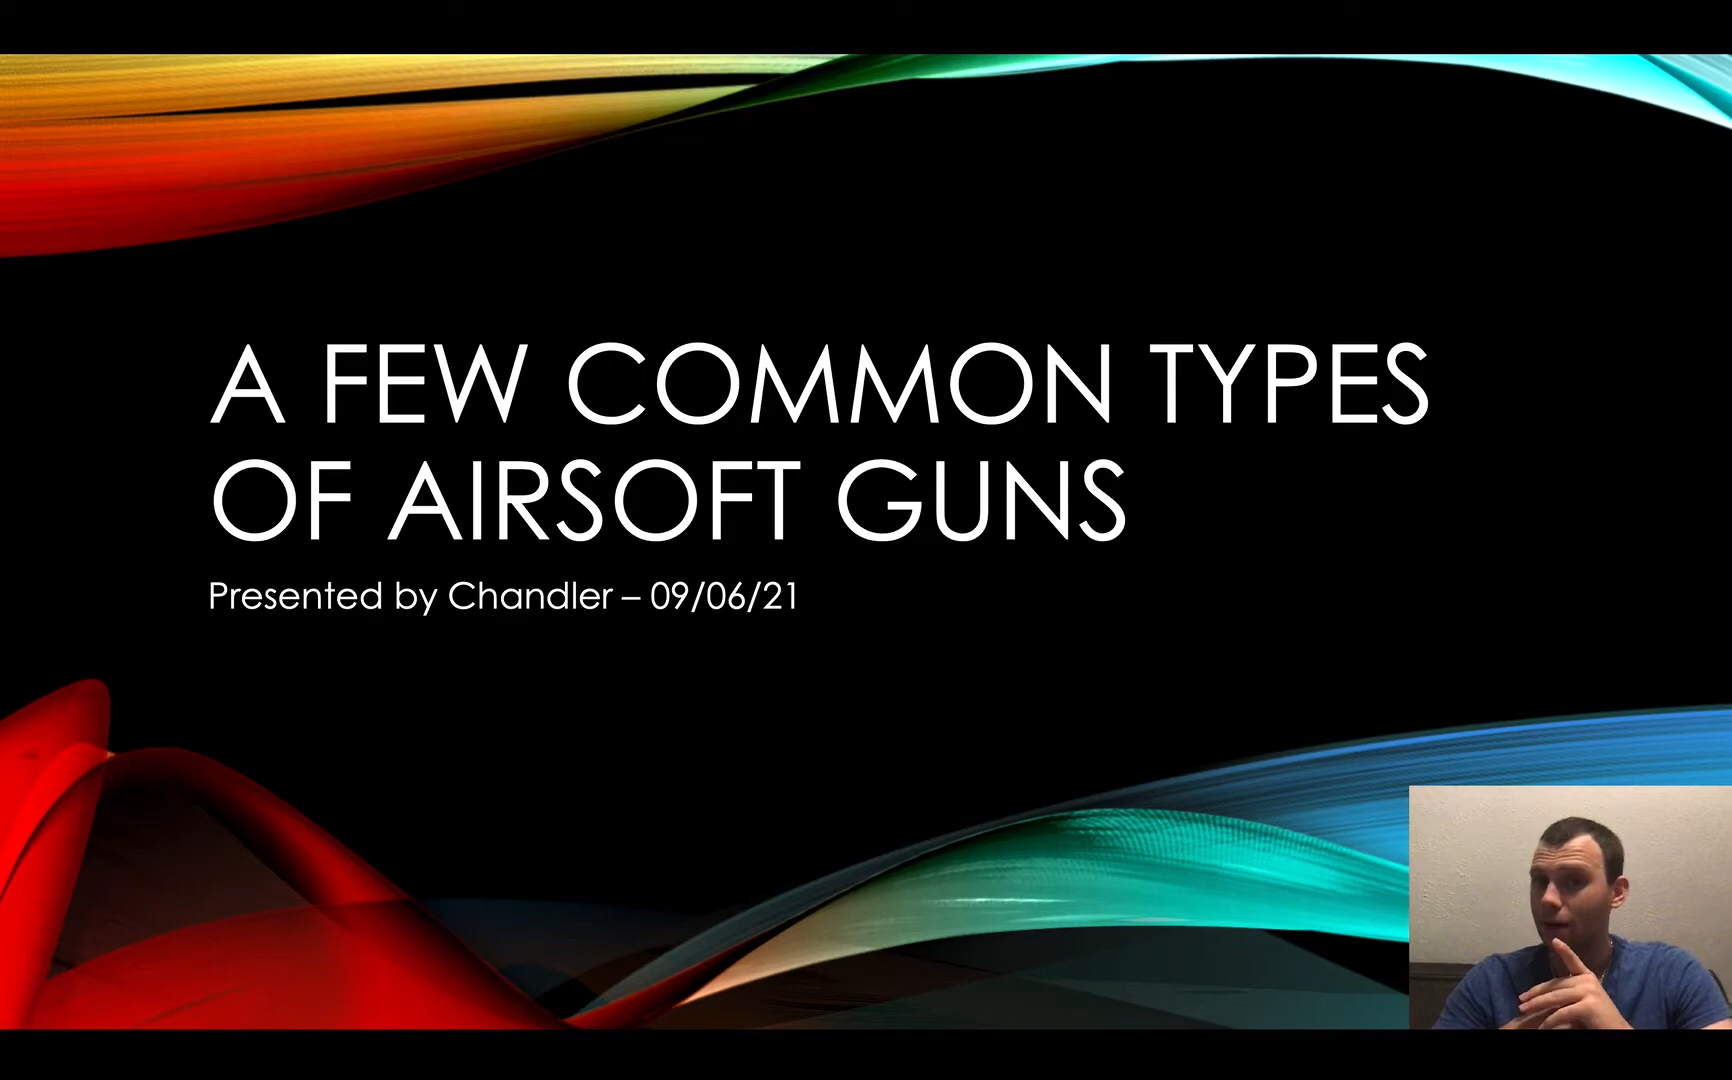 A FEW COMMON TYPES
OF AIRSOFT GUNS
Presented by Chandler – 09/06/21